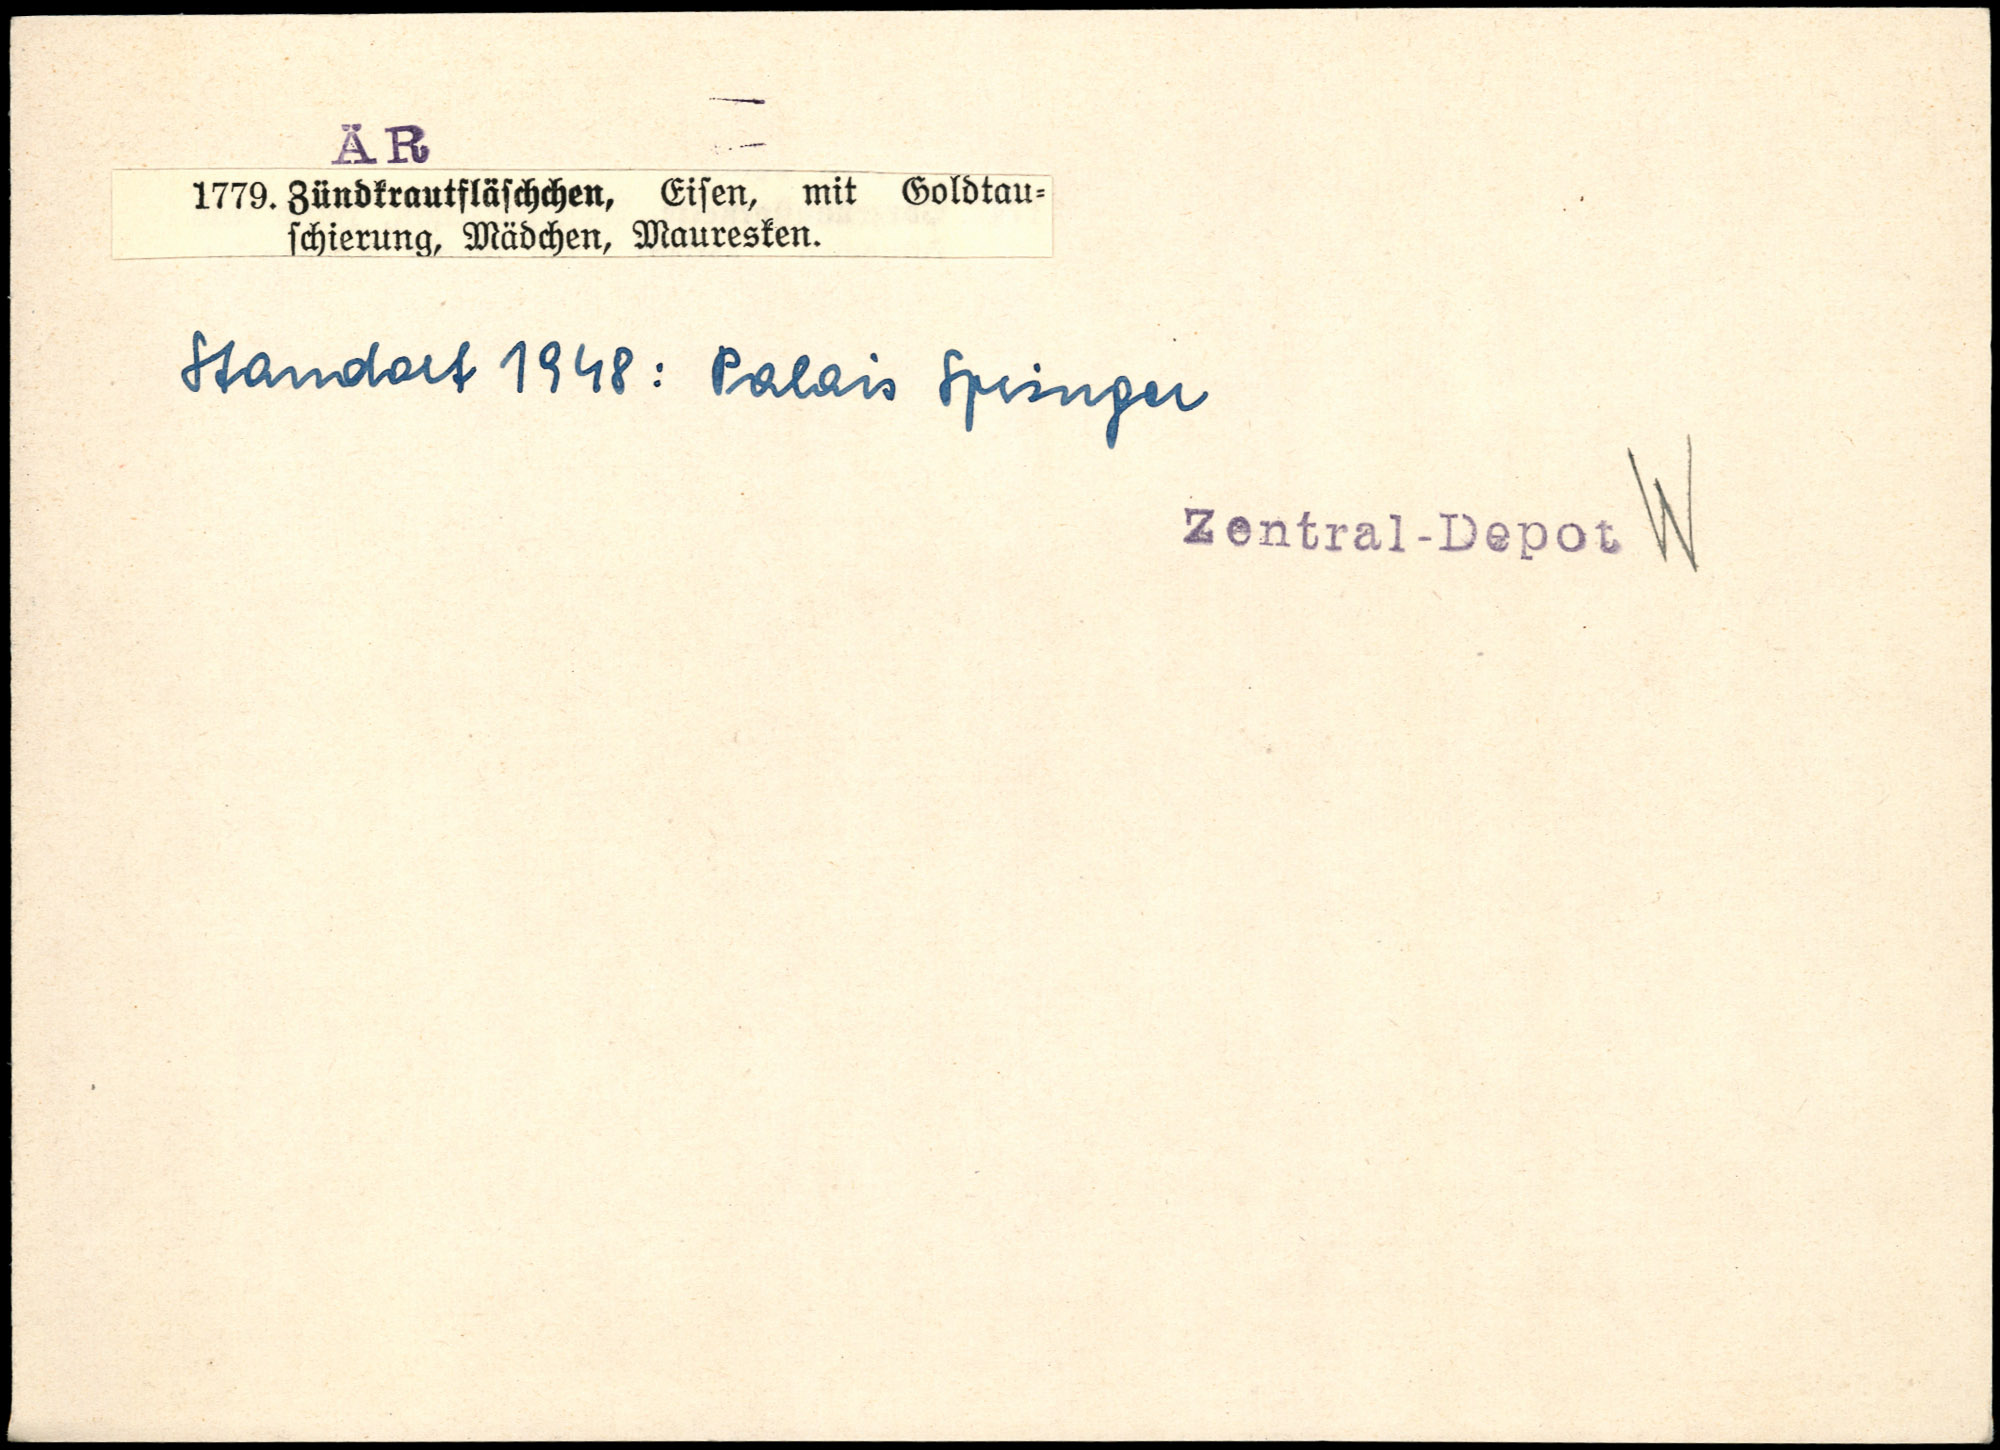 ÄR
1779. Zündkrautfläschchen, Eisen, mit Goldtau-
schierung, Mädchen, Mauresken.
Standort 1948: Palais Springer
Zentral-Depot W